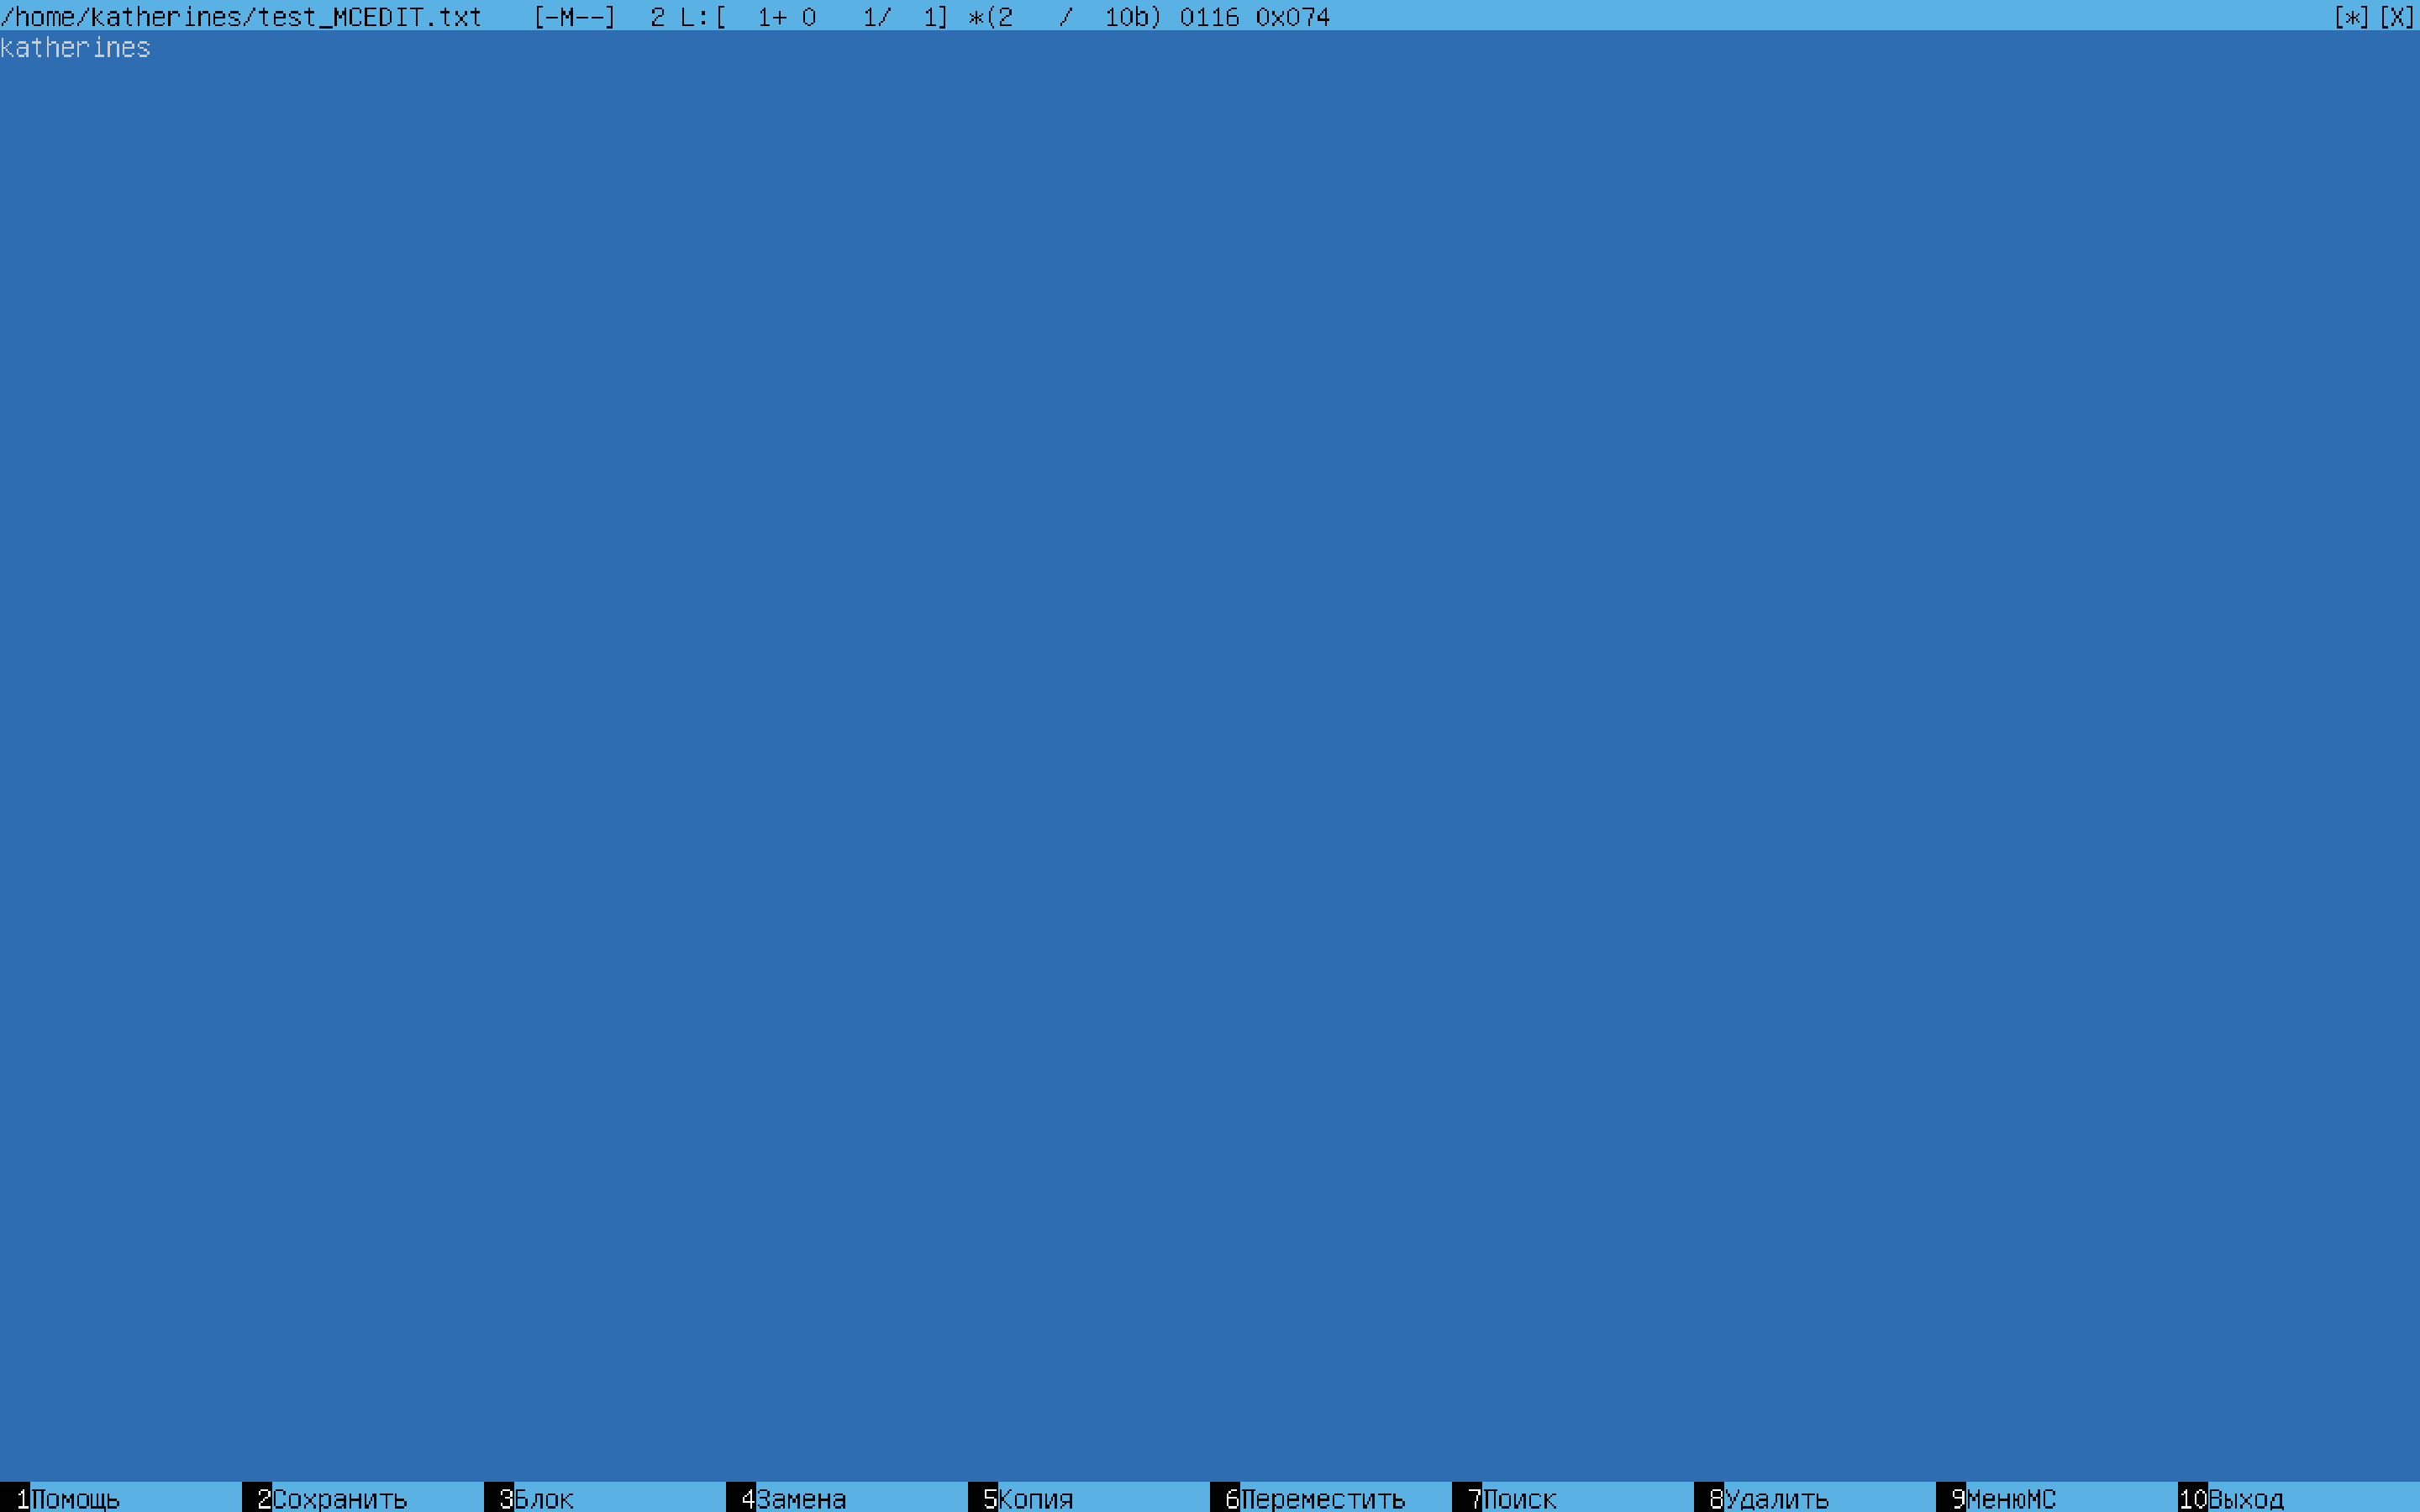 /home/katherines/test_MCEDIT.txt   [-M--]  2 L:[  1+ 0   1/  1] *(2   /  10b) 0116 0x074 [*][X]
katherines
1Помощь 2Сохранить 3Блок 4Замена 5Копия 6Переместить 7Поиск 8Удалить 9МенюМС 10Выход